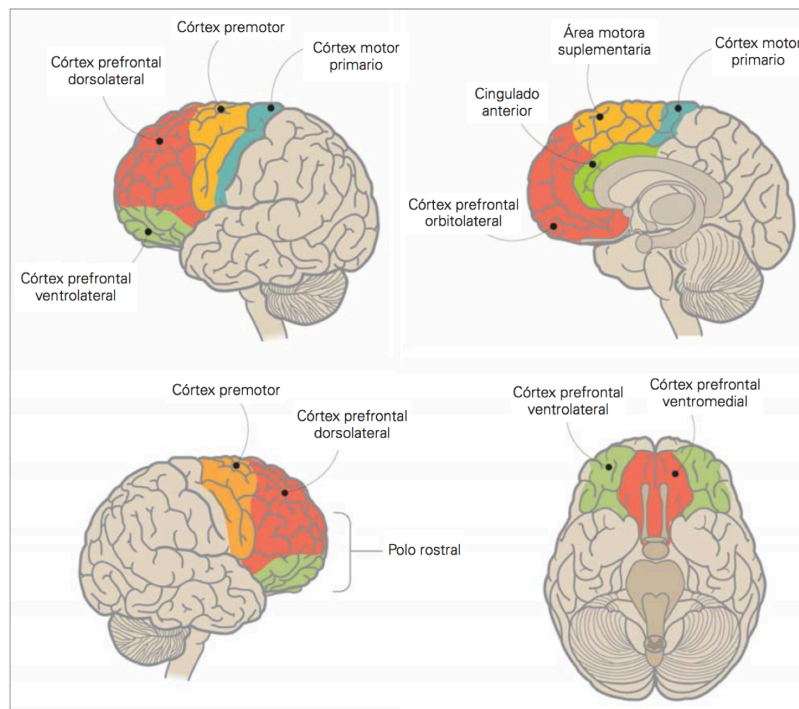 Córtex premotor
Córtex prefrontal
dorsolateral
Córtex motor
primario
Córtex prefrontal
ventrolateral
Área motora
suplementaria
Córtex motor
primario
Cingulado
anterior
Córtex prefrontal
orbitolateral
Córtex premotor
Córtex prefrontal
dorsolateral
Polo rostral
Córtex prefrontal
ventrolateral
Córtex prefrontal
ventromedial